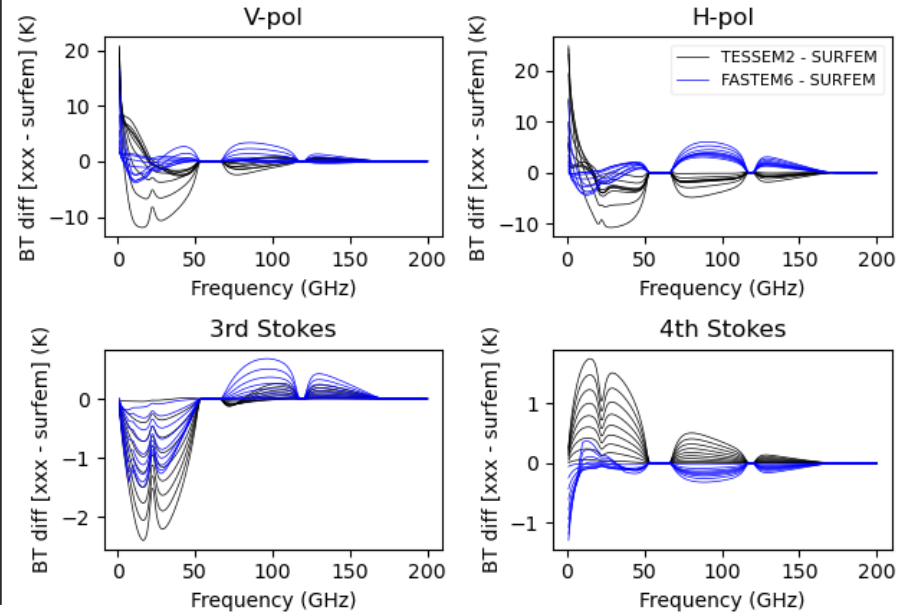 V-pol
BT diff [xxx - surfem] (K)
20
10
0
−10
0 50 100 150 200
Frequency (GHz)
H-pol
BT diff [xxx - surfem] (K)
20
10
0
−10
TESSEM2 - SURFEM
FASTEM6 - SURFEM
0 50 100 150 200
Frequency (GHz)
3rd Stokes
BT diff [xxx - surfem] (K)
0
−1
−2
0 50 100 150 200
Frequency (GHz)
4th Stokes
BT diff [xxx - surfem] (K)
1
0
−1
0 50 100 150 200
Frequency (GHz)